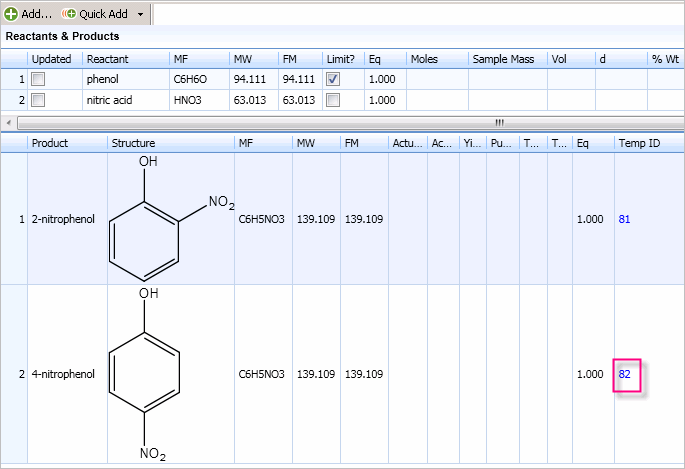 Add... Quick Add
Reactants & Products
Updated Reactant MF MW FM Limit? Eq Moles Sample Mass Vol d % Wt
1 phenol C6H6O 94.111 94.111 1.000
2 nitric acid HNO3 63.013 63.013 1.000
Product Structure MF MW FM Actu... Ac... Yi... Pu... T... T... Eq Temp ID
OH
NO2
1 2-nitrophenol C6H5NO3 139.109 139.109 1.000 81
OH
2 4-nitrophenol C6H5NO3 139.109 139.109 1.000 82
NO2